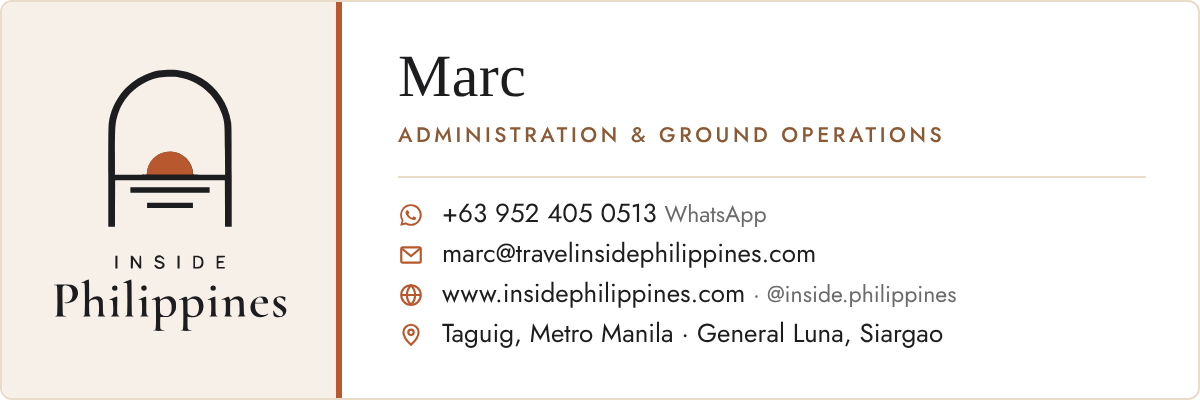 INSIDE
Philippines
Marc
ADMINISTRATION & GROUND OPERATIONS
+63 952 405 0513 WhatsApp
marc@travelinsidephilippines.com
www.insidephilippines.com · @inside.philippines
Taguig, Metro Manila · General Luna, Siargao